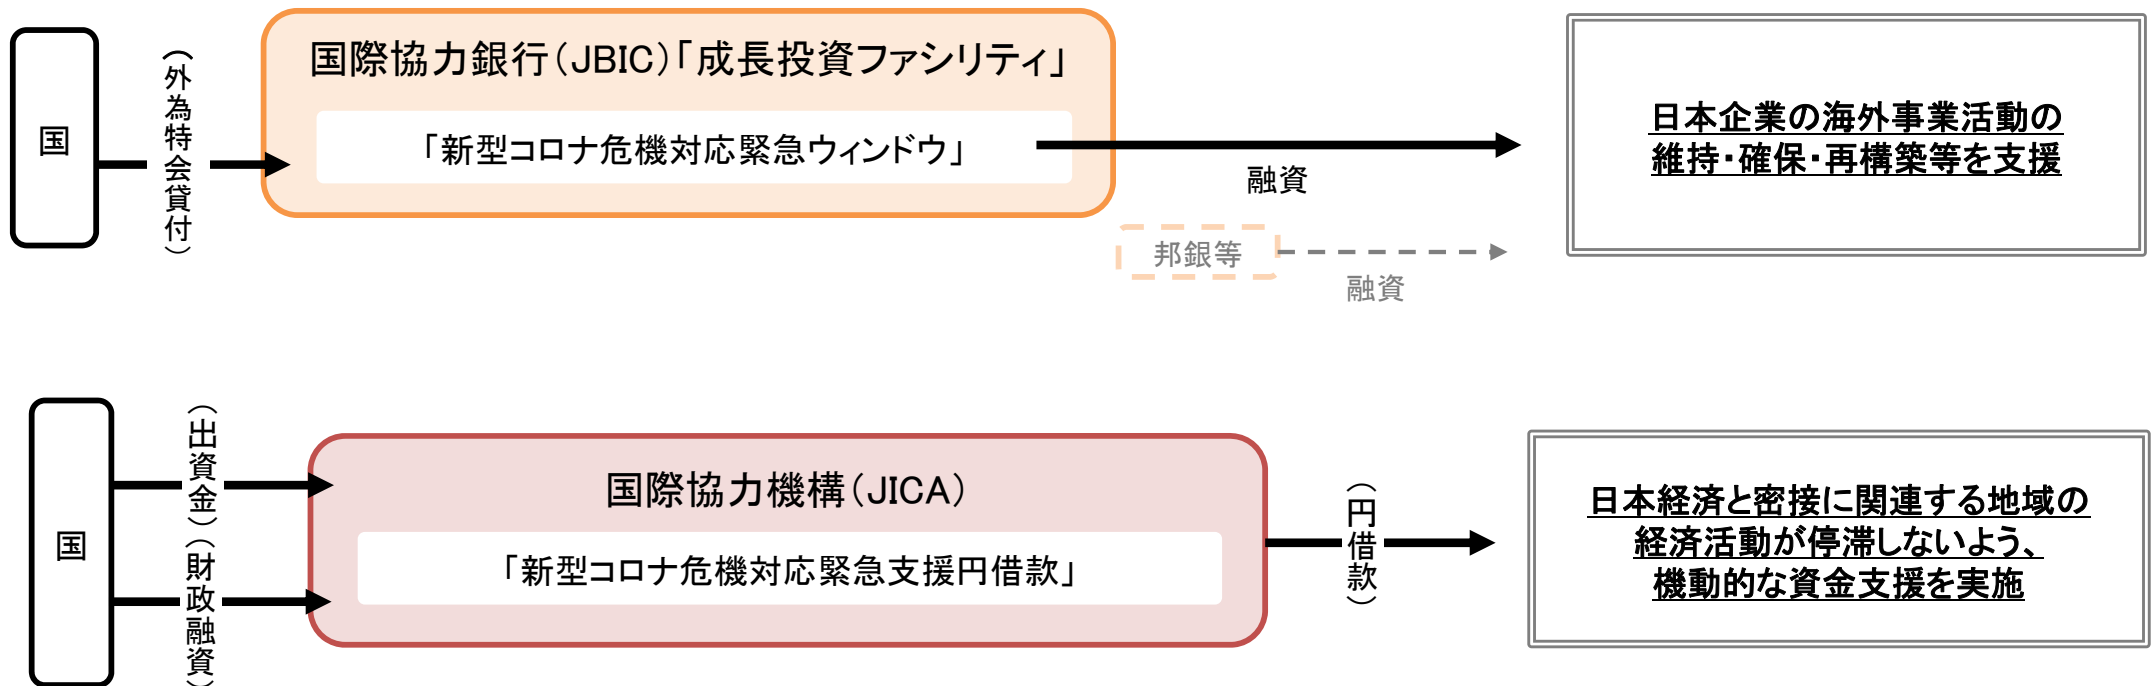 国
（外為特会貸付）
国際協力銀行（JBIC）「成長投資ファシリティ」
「新型コロナ危機対応緊急ウィンドウ」
融資
邦銀等
融資
日本企業の海外事業活動の
維持・確保・再構築等を支援
国
（出資金）
（財政融資）
国際協力機構（JICA）
「新型コロナ危機対応緊急支援円借款」
（円借款）
日本経済と密接に関連する地域の
経済活動が停滞しないよう、
機動的な資金支援を実施